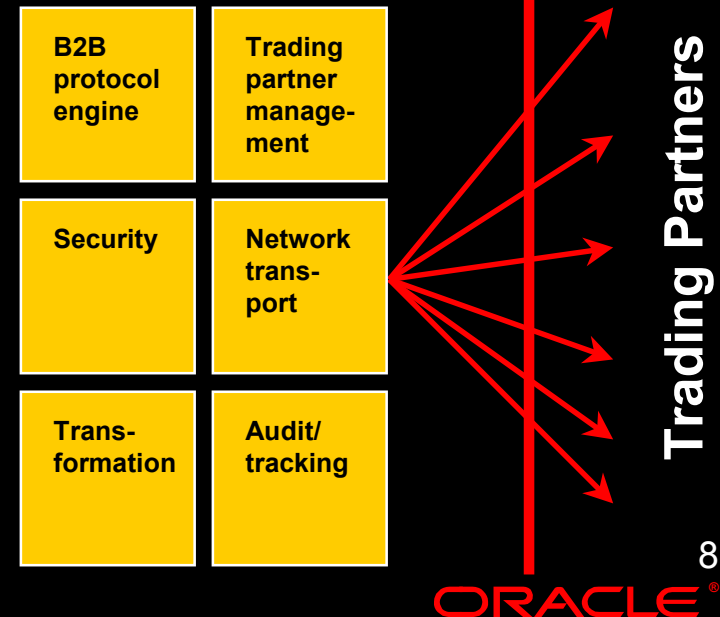 B2B
protocol
engine
Trading
partner
manage-
ment
Security
Network
trans-
port
Trans-
formation
Audit/
tracking
Trading Partners
8
ORACLE®